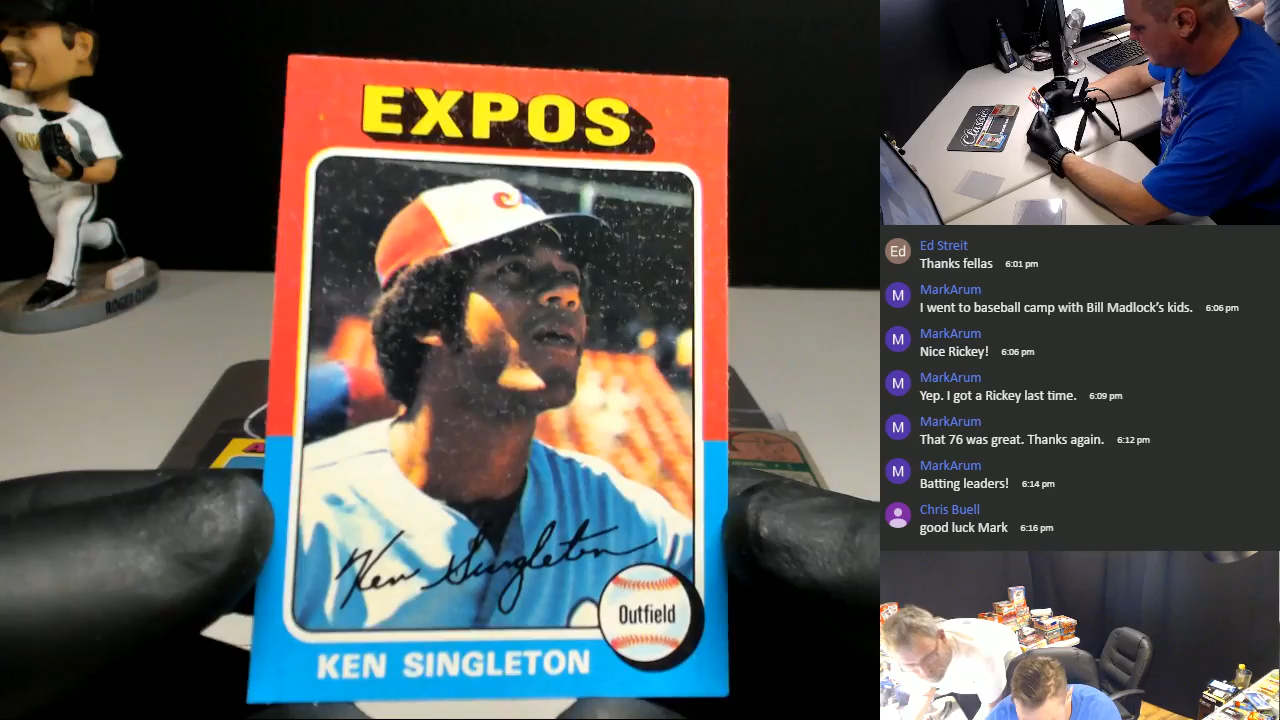 EXPOS
Ken Singleton
Outfield
KEN SINGLETON
Classic
Ed
Ed Streit
Thanks fellas 6:01 pm
M
MarkArum
I went to baseball camp with Bill Madlock's kids. 6:06 pm
M
MarkArum
Nice Rickey! 6:06 pm
M
MarkArum
Yep. I got a Rickey last time. 6:09 pm
M
MarkArum
That 76 was great. Thanks again. 6:12 pm
M
MarkArum
Batting leaders! 6:14 pm
Chris Buell
good luck Mark 6:16 pm